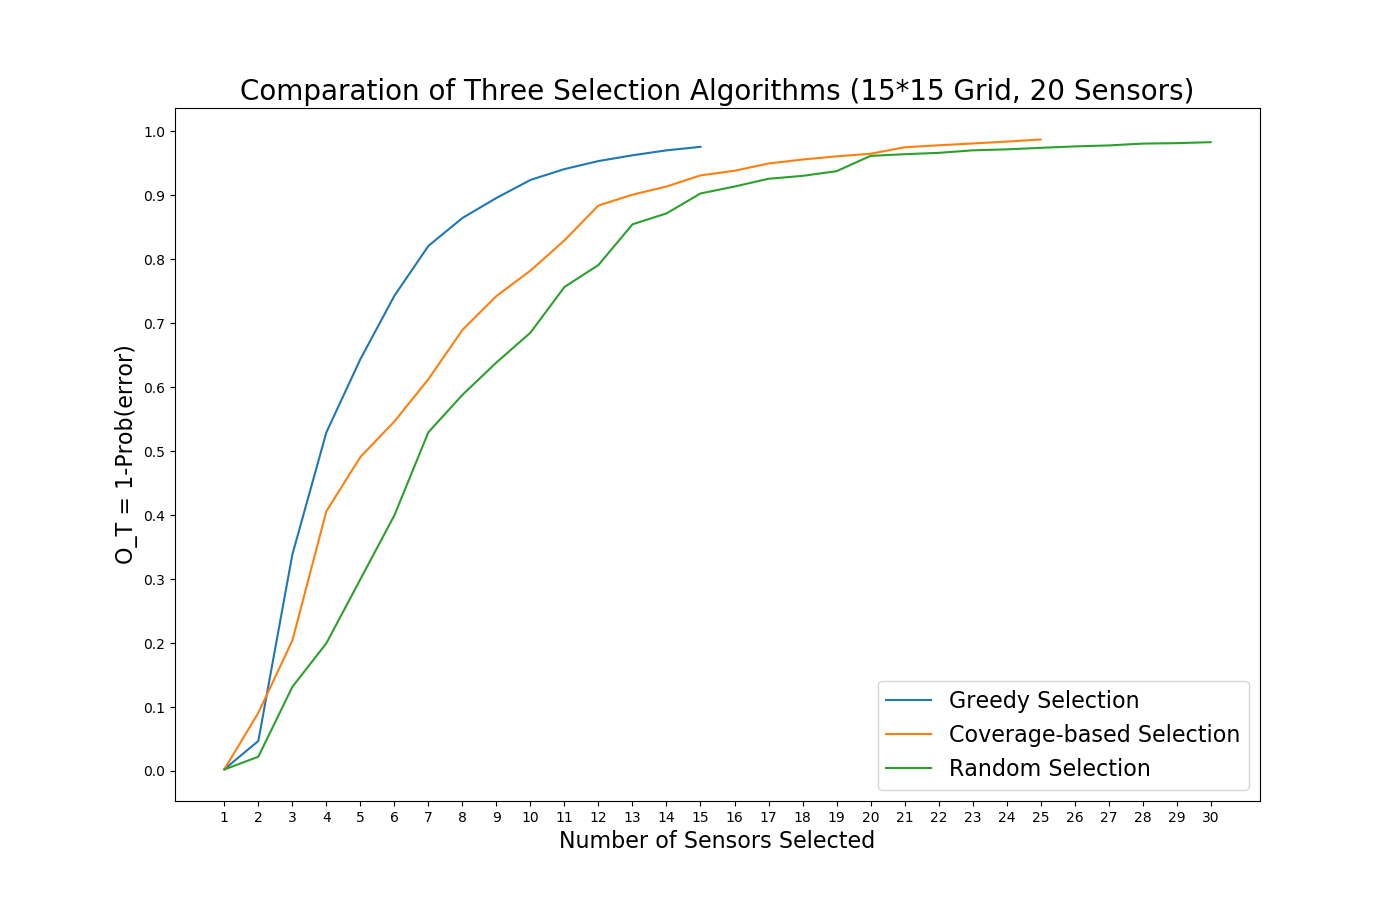 Comparation of Three Selection Algorithms (15*15 Grid, 20 Sensors)
1.0
0.9
0.8
0.7
0.6
0.5
0.4
0.3
0.2
0.1
0.0
O_T = 1-Prob(error)
Greedy Selection
Coverage-based Selection
Random Selection
1 2 3 4 5 6 7 8 9 10 11 12 13 14 15 16 17 18 19 20 21 22 23 24 25 26 27 28 29 30
Number of Sensors Selected